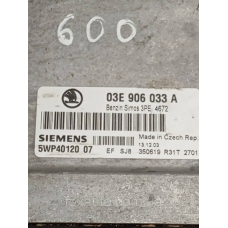 600
03E 906 033 A
Benzin Simos 3PE, 4672
SIEMENS
Made in Czech Rep.
13.12.03
5WP40120 07
EF SJ8 350619 R31T 2701